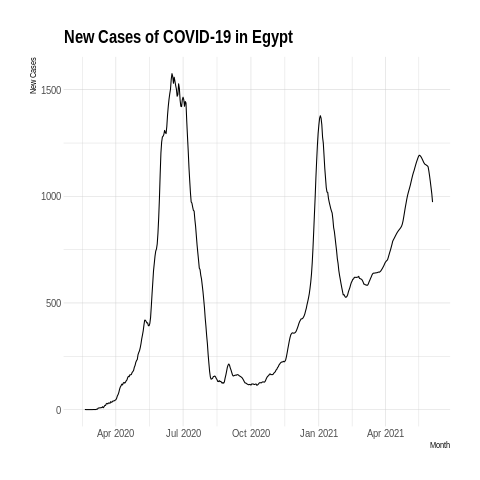 New Cases of COVID-19 in Egypt
New Cases
1500
1000
500
0
Apr 2020 Jul 2020 Oct 2020 Jan 2021 Apr 2021
Month